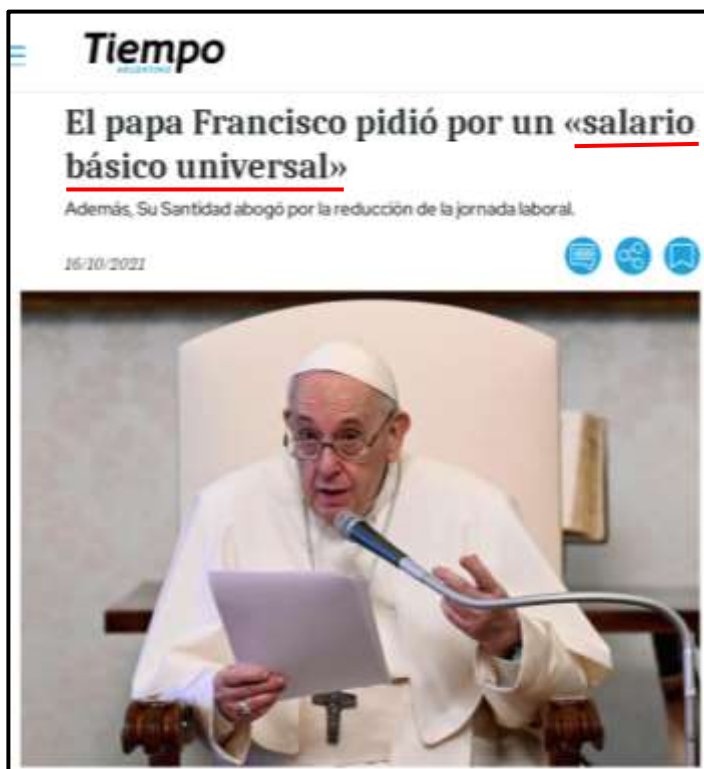 Tiempo
ARGENTINO
El papa Francisco pidió por un «salario
básico universal»
Además, Su Santidad abogó por la reducción de la jornada laboral.
16/10/2021